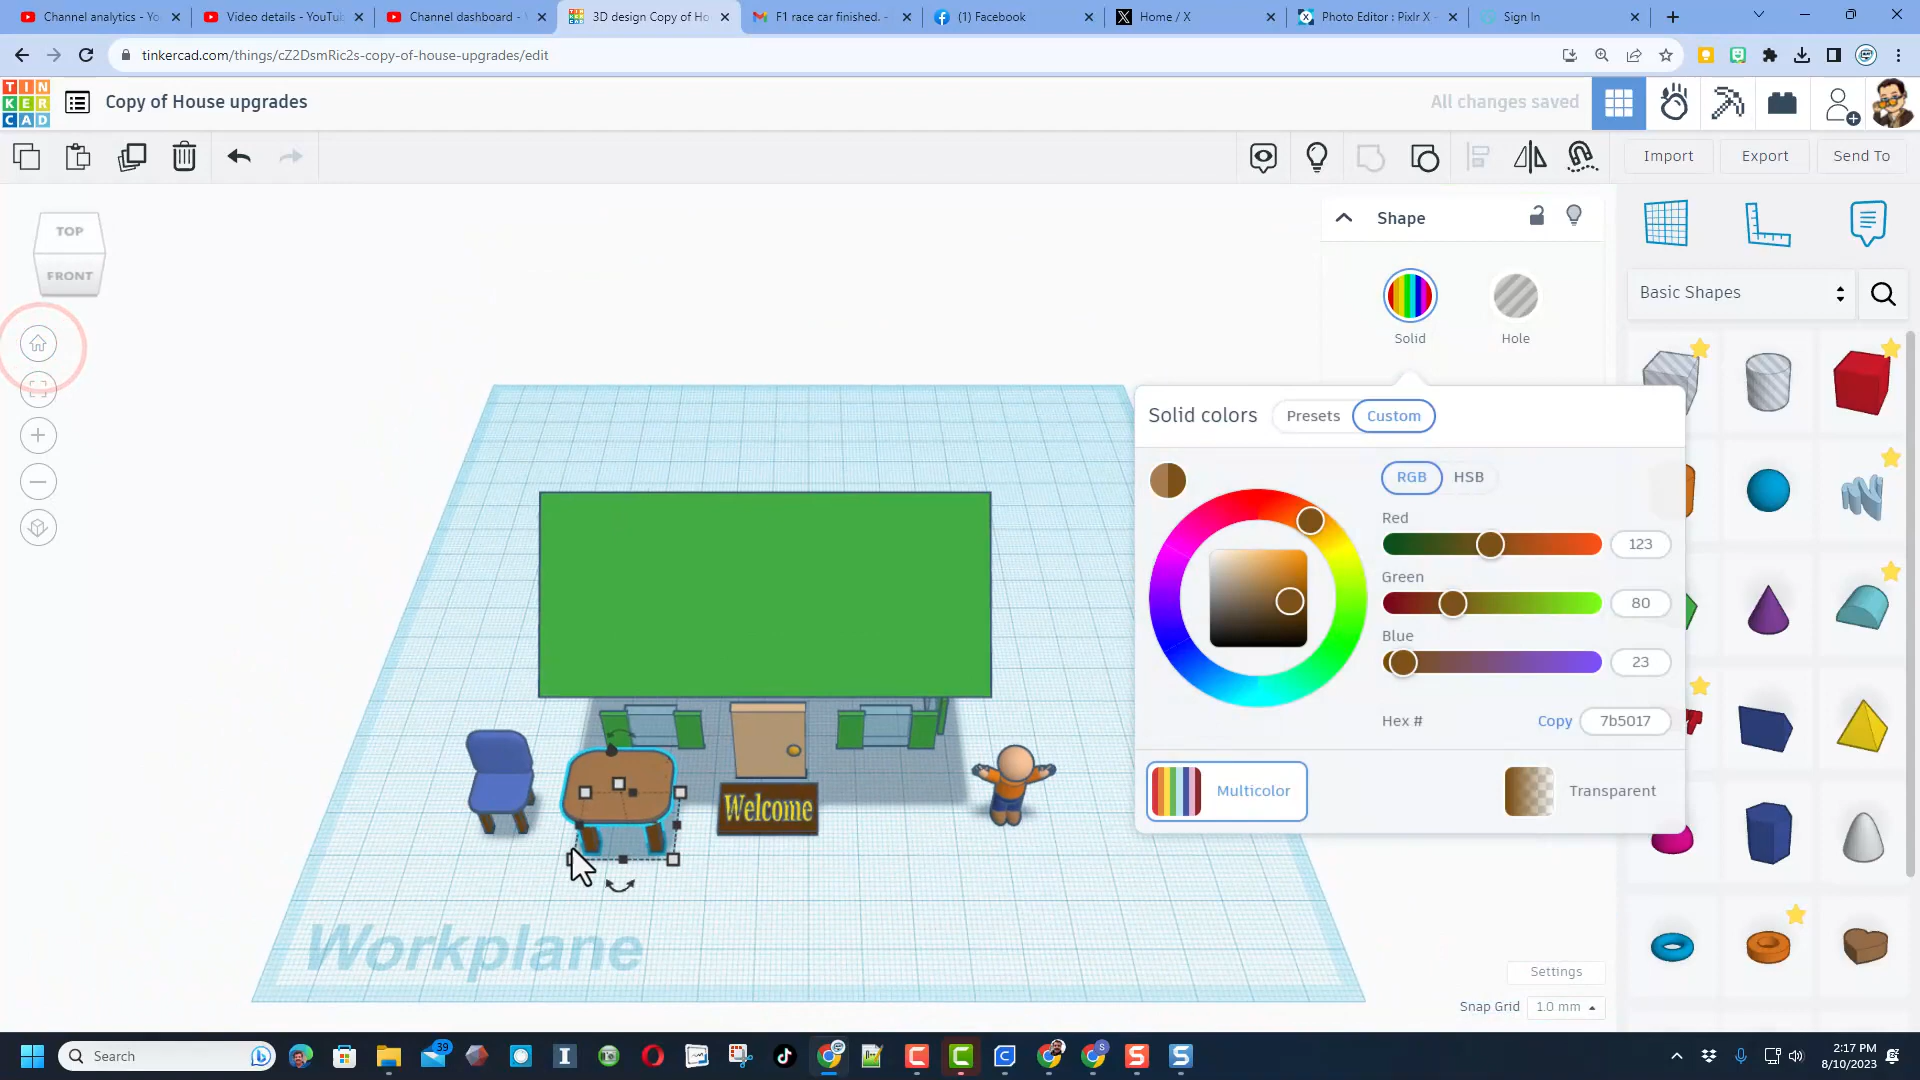 Channel analytics - You
Video details - YouTub
Channel dashboard -
3D design Copy of Ho
F1 race car finished. -
(1) Facebook
Home / X
Photo Editor : Pixlr X -
Sign In
tinkercad.com/things/cZ2DsmRic2s-copy-of-house-upgrades/edit
TIN
KER
CAD
Copy of House upgrades
All changes saved
Import
Export
Send To
TOP
FRONT
Shape
Solid
Hole
Basic Shapes
Solid colors
Presets
Custom
RGB
HSB
Red
123
Green
80
Blue
23
Hex #
Copy
7b5017
Multicolor
Transparent
Welcome
Workplane
Settings
Snap Grid
1.0 mm
Search
39
2:17 PM
8/10/2023